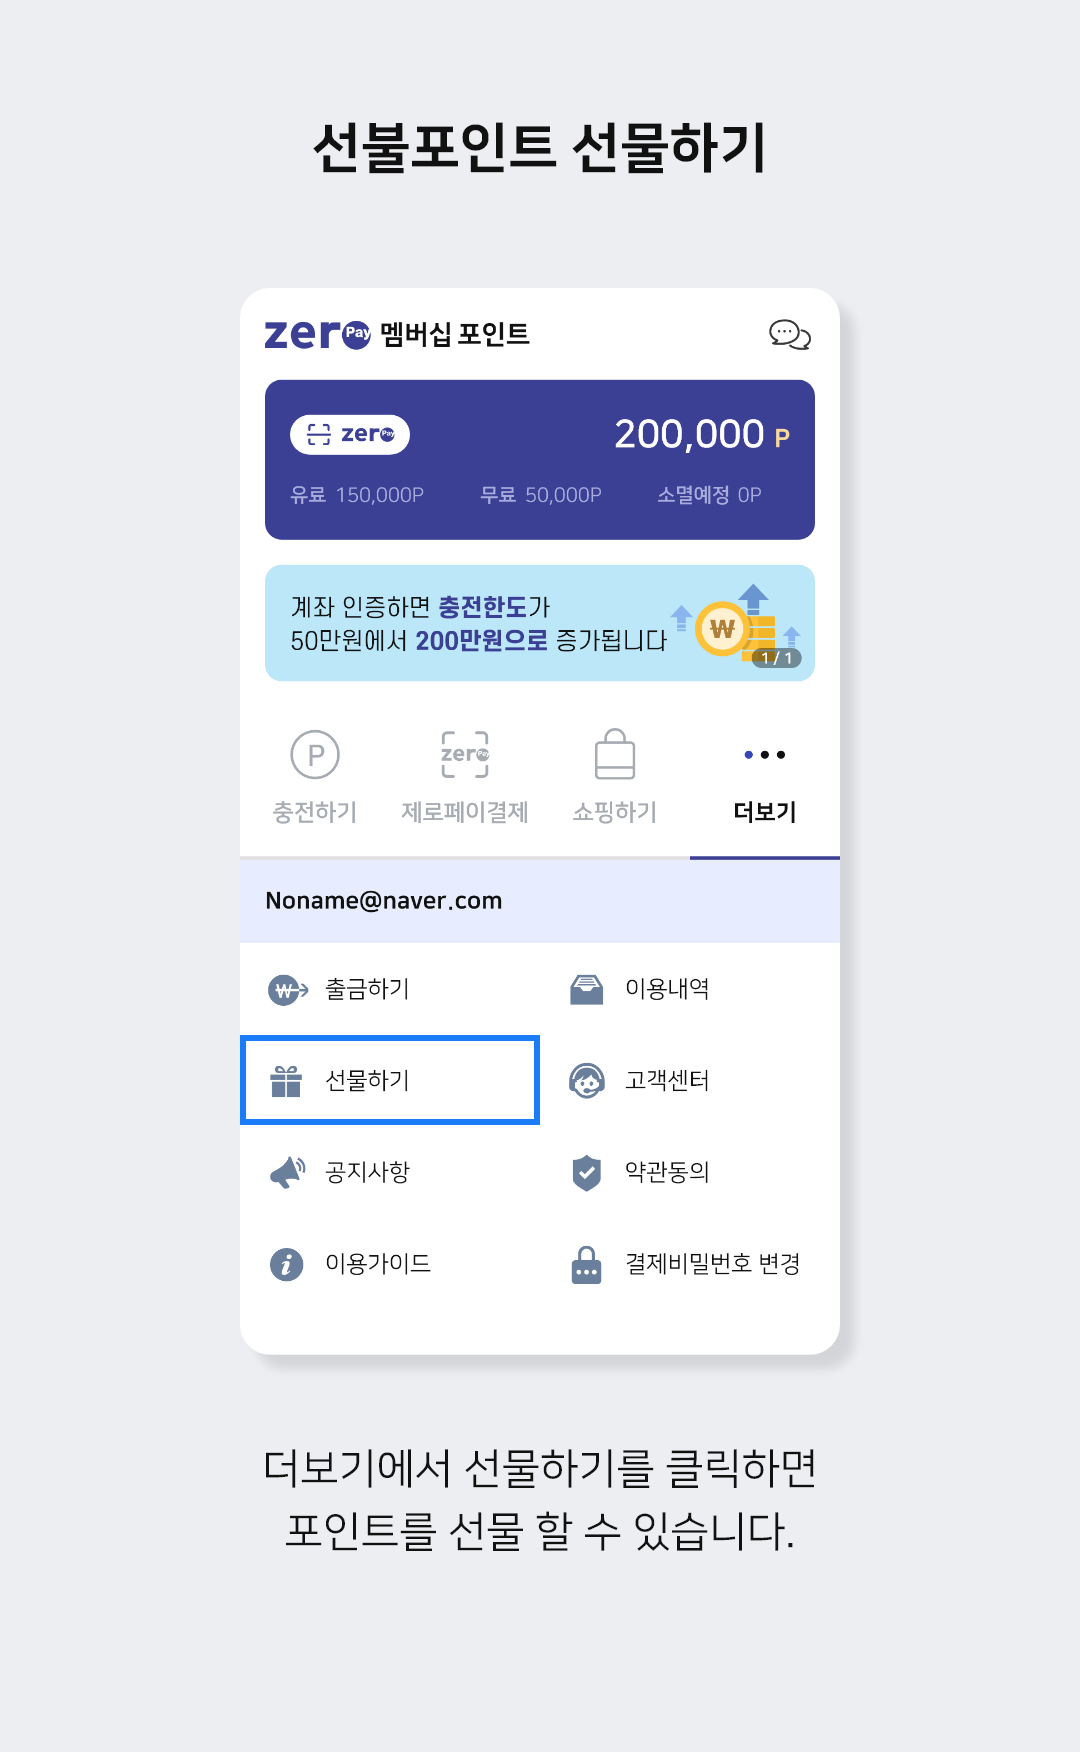 선불포인트 선물하기
zero Pay 멤버십 포인트
zero Pay 200,000 P
유료 150,000P 무료 50,000P 소멸예정 0P
계좌 인증하면 충전한도가
50만원에서 200만원으로 증가됩니다
₩
1 / 1
P zero Pay
충전하기 제로페이결제 쇼핑하기 더보기
Noname@naver.com
₩ 출금하기 이용내역
선물하기 고객센터
공지사항 약관동의
i 이용가이드 결제비밀번호 변경
더보기에서 선물하기를 클릭하면
포인트를 선물 할 수 있습니다.